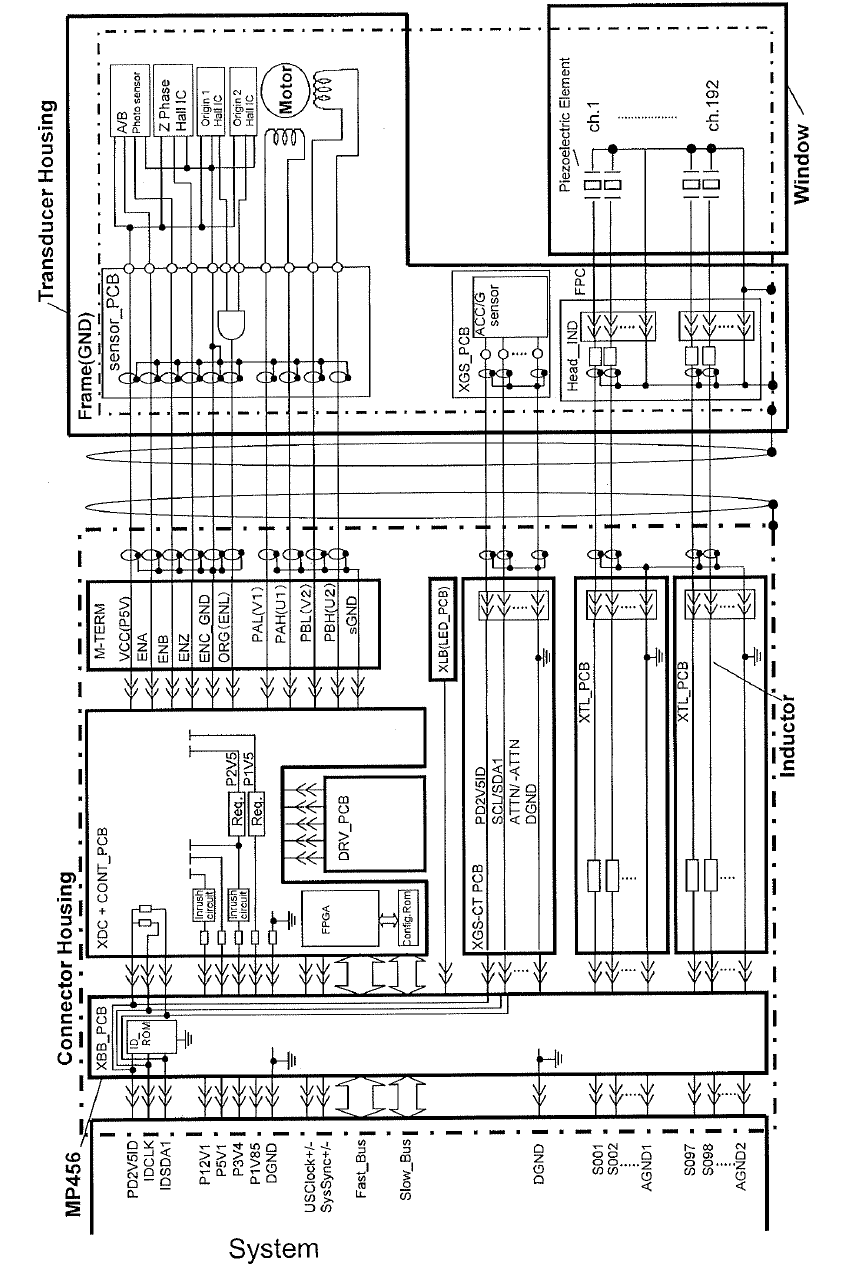 Transducer Housing
Frame(GND)
sensor_PCB
A/B
Photo sensor
Z Phase
Hall IC
Origin 1
Hall IC
Origin 2
Hall IC
Motor
Piezoelectric Element
ch.1
ch.192
Window
XGS_PCB
ACC/G
sensor
FPC
Head_IND
M-TERM
VCC(P5V)
ENA
ENB
ENZ
ENC_GND
ORG(ENL)
PAL(V1)
PAH(U1)
PBL(V2)
PBH(U2)
sGND
XLB(LED_PCB)
XDC + CONT_PCB
P2V5
P1V5
Reg.
Reg.
Inrush
circuit
Inrush
circuit
DRV_PCB
FPGA
Config.Rom
XGS-CT PCB
PD2V5ID
SCL/SDA1
ATTN/ -ATTN
DGND
XTL_PCB
XTL_PCB
Inductor
Connector Housing
XBB_PCB
ID_
ROM
MP456
PD2V5ID
IDCLK
IDSDA1
P12V1
P5V1
P3V4
P1V85
DGND
USClock+/-
SysSync+/-
Fast_Bus
Slow_Bus
DGND
S001
S002
AGND1
S097
S098
AGND2
System